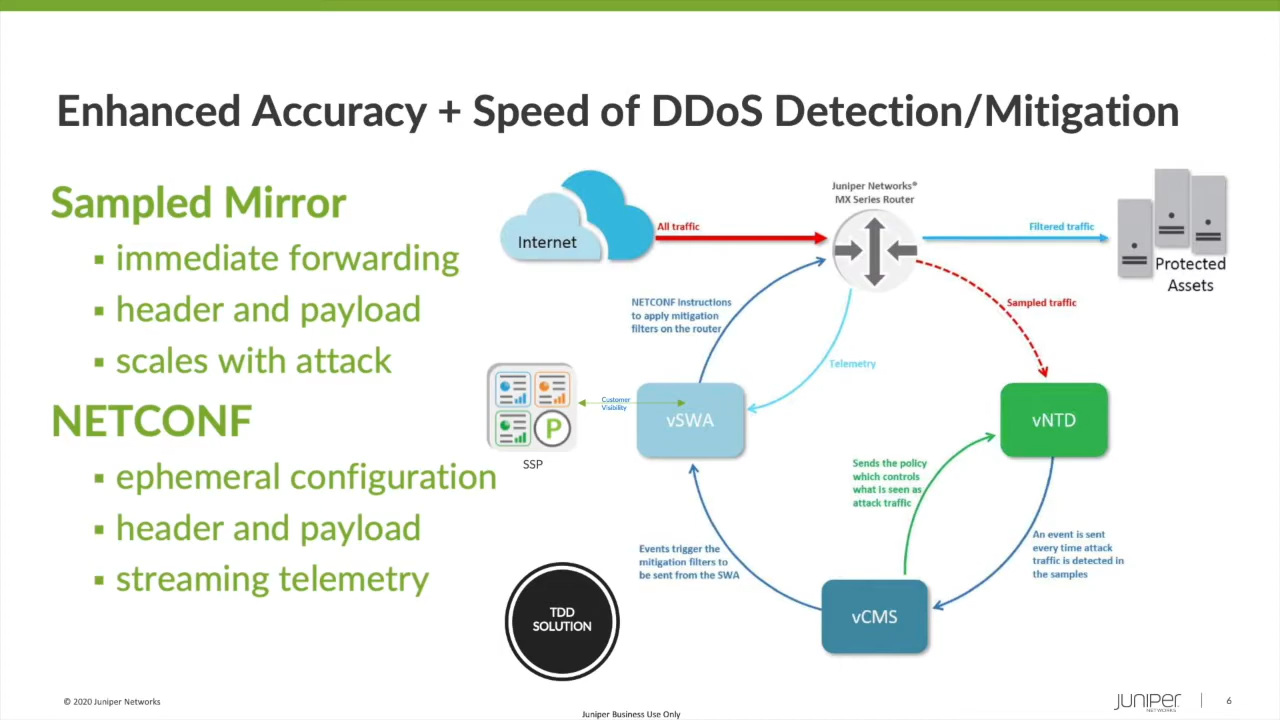 Enhanced Accuracy + Speed of DDoS Detection/Mitigation
Sampled Mirror
▪ immediate forwarding
▪ header and payload
▪ scales with attack
NETCONF
▪ ephemeral configuration
▪ header and payload
▪ streaming telemetry
Internet
All traffic
Juniper Networks®
MX Series Router
Filtered traffic
Protected
Assets
NETCONF instructions
to apply mitigation
filters on the router
Sampled traffic
Telemetry
Customer
Visibility
vSWA
vNTD
P
SSP
Sends the policy
which controls
what is seen as
attack traffic
Events trigger the
mitigation filters to
be sent from the SWA
An event is sent
every time attack
traffic is detected in
the samples
vCMS
TDD
SOLUTION
© 2020 Juniper Networks
Juniper Business Use Only
JUNIPER
NETWORKS
6